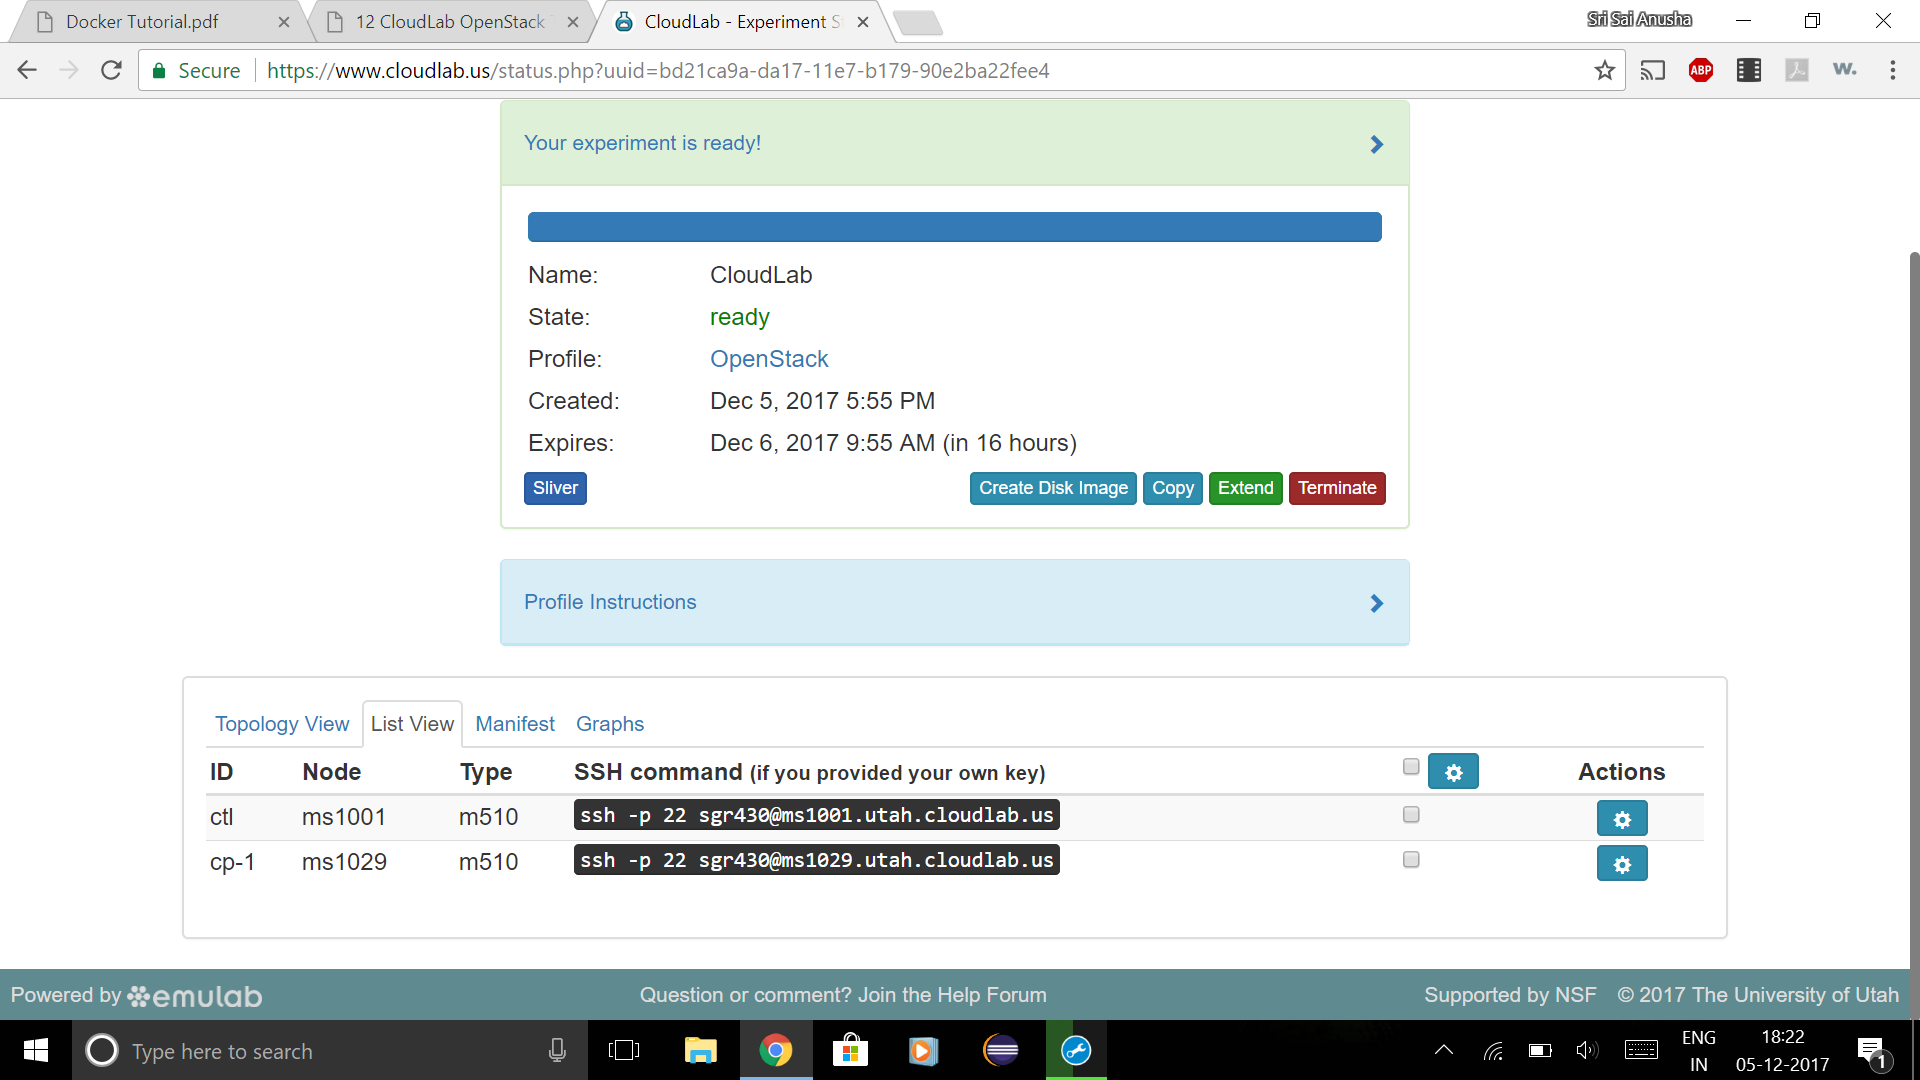 Docker Tutorial.pdf
12 CloudLab OpenStack
CloudLab - Experiment S
Sri Sai Anusha
Secure
https://www.cloudlab.us/status.php?uuid=bd21ca9a-da17-11e7-b179-90e2ba22fee4
ABP
w.
Your experiment is ready!
Name: CloudLab
State: ready
Profile: OpenStack
Created: Dec 5, 2017 5:55 PM
Expires: Dec 6, 2017 9:55 AM (in 16 hours)
Sliver Create Disk Image Copy Extend Terminate
Profile Instructions
Topology View List View Manifest Graphs
ID Node Type SSH command (if you provided your own key) Actions
ctl ms1001 m510 ssh -p 22 sgr430@ms1001.utah.cloudlab.us
cp-1 ms1029 m510 ssh -p 22 sgr430@ms1029.utah.cloudlab.us
Powered by emulab
Question or comment? Join the Help Forum
Supported by NSF © 2017 The University of Utah
Type here to search
ENG
IN
18:22
05-12-2017
1